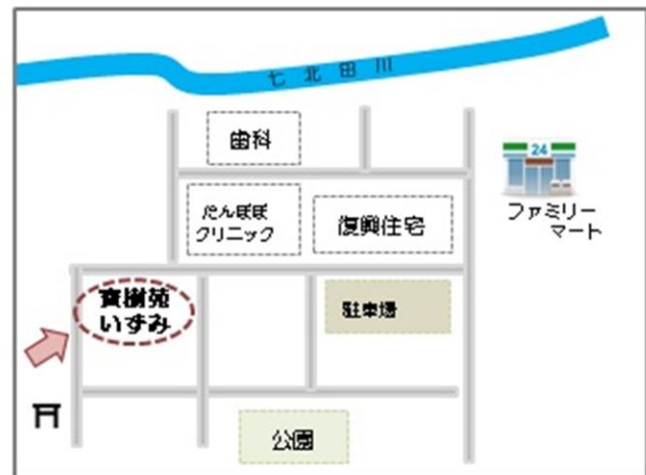 七北田川
歯科
24
ファミリー
マート
たんぽぽ
クリニック
復興住宅
寶樹苑
いずみ
駐車場
公園